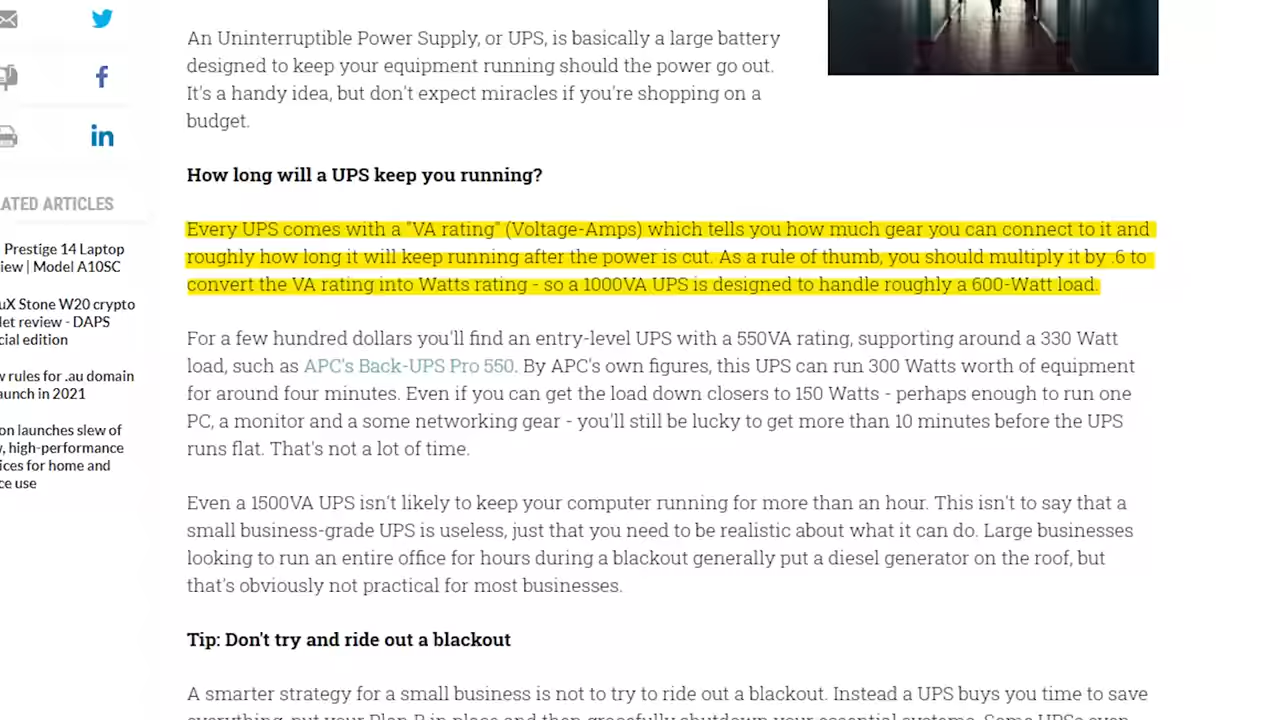 An Uninterruptible Power Supply, or UPS, is basically a large battery
designed to keep your equipment running should the power go out.
It's a handy idea, but don't expect miracles if you're shopping on a
budget.
How long will a UPS keep you running?
Every UPS comes with a "VA rating" (Voltage-Amps) which tells you how much gear you can connect to it and
roughly how long it will keep running after the power is cut. As a rule of thumb, you should multiply it by .6 to
convert the VA rating into Watts rating - so a 1000VA UPS is designed to handle roughly a 600-Watt load.
For a few hundred dollars you'll find an entry-level UPS with a 550VA rating, supporting around a 330 Watt
load, such as APC's Back-UPS Pro 550. By APC's own figures, this UPS can run 300 Watts worth of equipment
for around four minutes. Even if you can get the load down closers to 150 Watts - perhaps enough to run one
PC, a monitor and a some networking gear - you'll still be lucky to get more than 10 minutes before the UPS
runs flat. That's not a lot of time.
Even a 1500VA UPS isn't likely to keep your computer running for more than an hour. This isn't to say that a
small business-grade UPS is useless, just that you need to be realistic about what it can do. Large businesses
looking to run an entire office for hours during a blackout generally put a diesel generator on the roof, but
that's obviously not practical for most businesses.
Tip: Don't try and ride out a blackout
A smarter strategy for a small business is not to try to ride out a blackout. Instead a UPS buys you time to save
everything, put your Plan B in place and then gracefully shutdown your essential systems. Some UPSs even
ATED ARTICLES
Prestige 14 Laptop
iew | Model A10SC
uX Stone W20 crypto
let review - DAPS
cial edition
w rules for .au domain
aunch in 2021
on launches slew of
, high-performance
ices for home and
ce use